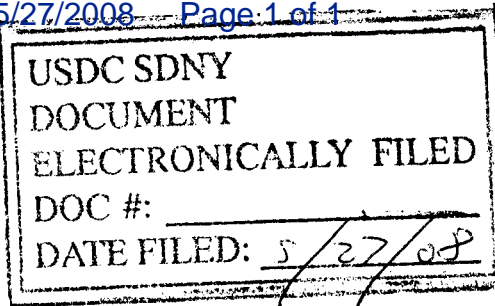 5/27/2008 Page 1 of 1
USDC SDNY
DOCUMENT
ELECTRONICALLY FILED
DOC #:
DATE FILED: 5/27/08